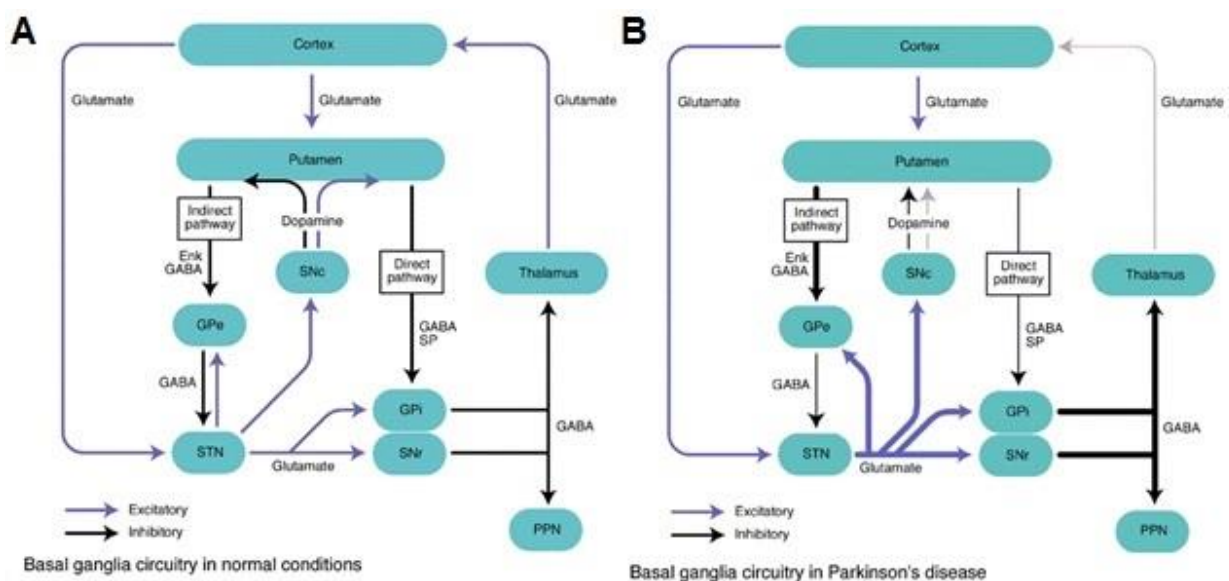 A
Cortex
Glutamate
Glutamate
Glutamate
Putamen
Indirect
pathway
Dopamine
Enk
GABA
SNc
Direct
pathway
Thalamus
GPe
GABA
SP
GABA
GPi
GABA
STN
SNr
Glutamate
Excitatory
Inhibitory
PPN
Basal ganglia circuitry in normal conditions
B
Cortex
Glutamate
Glutamate
Glutamate
Putamen
Indirect
pathway
Dopamine
Enk
GABA
SNc
Direct
pathway
Thalamus
GPe
GABA
SP
GABA
GPi
GABA
STN
SNr
Glutamate
Excitatory
Inhibitory
PPN
Basal ganglia circuitry in Parkinson's disease